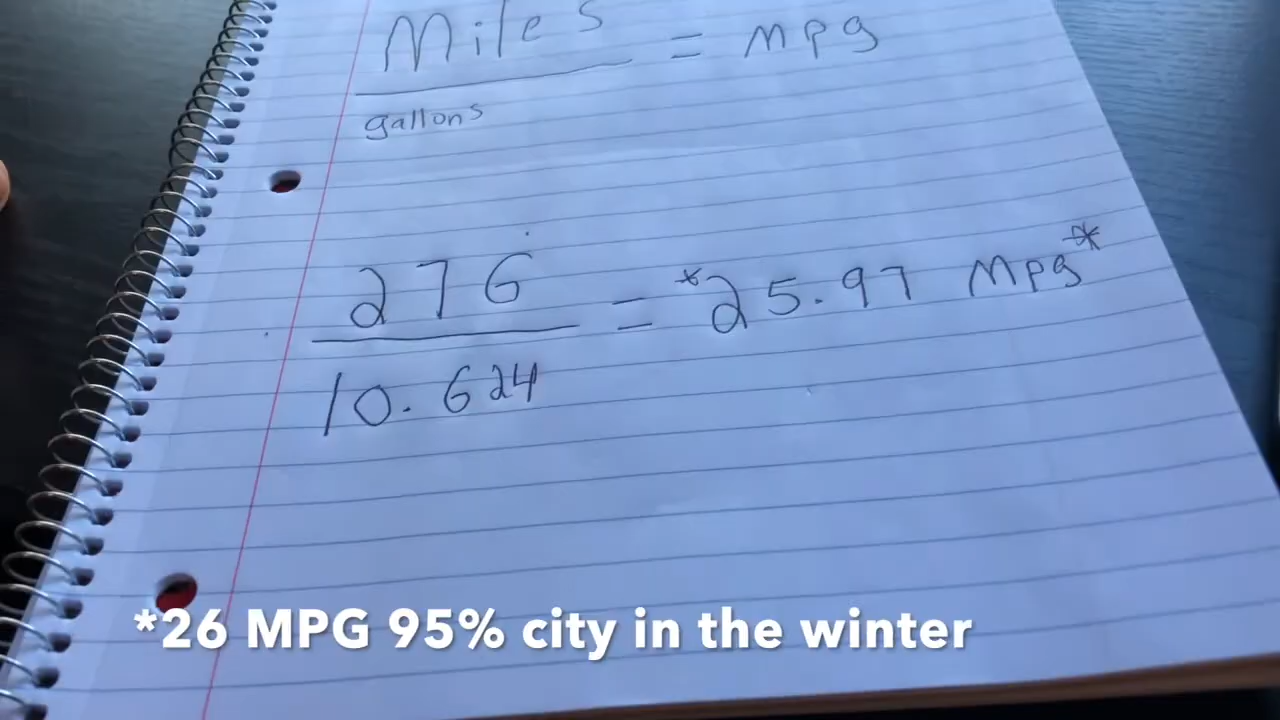 Miles = mpg
gallons
276 = *25.97 Mpg*
10.624
*26 MPG 95% city in the winter